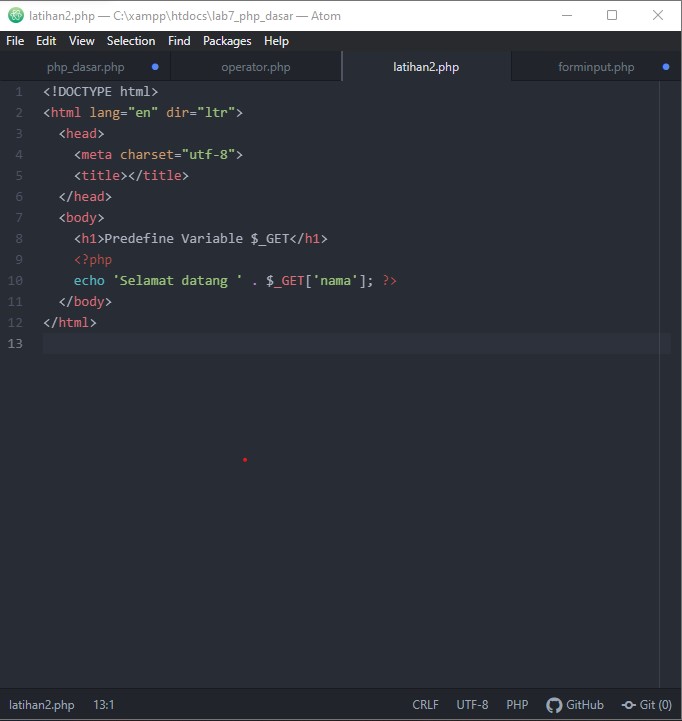 latihan2.php — C:\xampp\htdocs\lab7_php_dasar — Atom
File Edit View Selection Find Packages Help
php_dasar.php operator.php latihan2.php forminput.php
1 <!DOCTYPE html>
2 <html lang="en" dir="ltr">
3 <head>
4 <meta charset="utf-8">
5 <title></title>
6 </head>
7 <body>
8 <h1>Predefine Variable $_GET</h1>
9 <?php
10 echo 'Selamat datang ' . $_GET['nama']; ?>
11 </body>
12 </html>
13
latihan2.php 13:1 CRLF UTF-8 PHP GitHub Git (0)